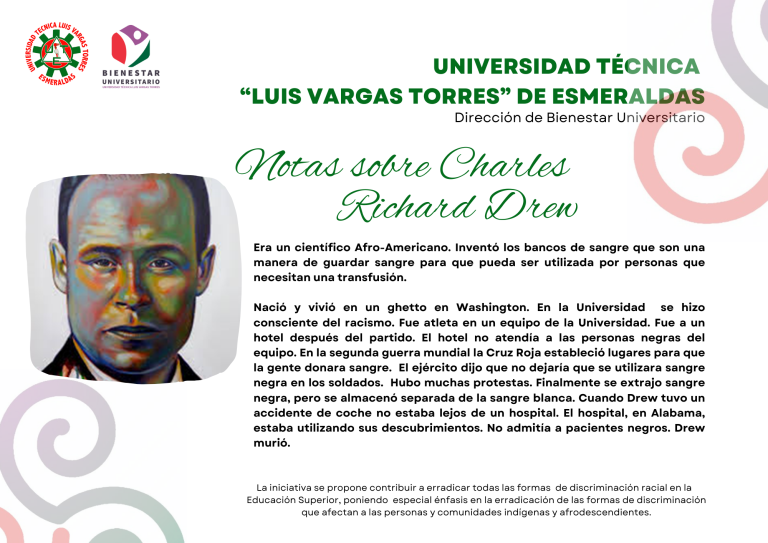 UNIVERSIDAD TÉCNICA LUIS VARGAS TORRES
ESMERALDAS
BIENESTAR
UNIVERSITARIO
UNIVERSIDAD TÉCNICA LUIS VARGAS TORRES
UNIVERSIDAD TÉCNICA
“LUIS VARGAS TORRES” DE ESMERALDAS
Dirección de Bienestar Universitario
Notas sobre Charles
Richard Drew
Era un científico Afro-Americano. Inventó los bancos de sangre que son una
manera de guardar sangre para que pueda ser utilizada por personas que
necesitan una transfusión.
Nació y vivió en un ghetto en Washington. En la Universidad se hizo
consciente del racismo. Fue atleta en un equipo de la Universidad. Fue a un
hotel después del partido. El hotel no atendía a las personas negras del
equipo. En la segunda guerra mundial la Cruz Roja estableció lugares para que
la gente donara sangre. El ejército dijo que no dejaría que se utilizara sangre
negra en los soldados. Hubo muchas protestas. Finalmente se extrajo sangre
negra, pero se almacenó separada de la sangre blanca. Cuando Drew tuvo un
accidente de coche no estaba lejos de un hospital. El hospital, en Alabama,
estaba utilizando sus descubrimientos. No admitía a pacientes negros. Drew
murió.
La iniciativa se propone contribuir a erradicar todas las formas de discriminación racial en la
Educación Superior, poniendo especial énfasis en la erradicación de las formas de discriminación
que afectan a las personas y comunidades indígenas y afrodescendientes.